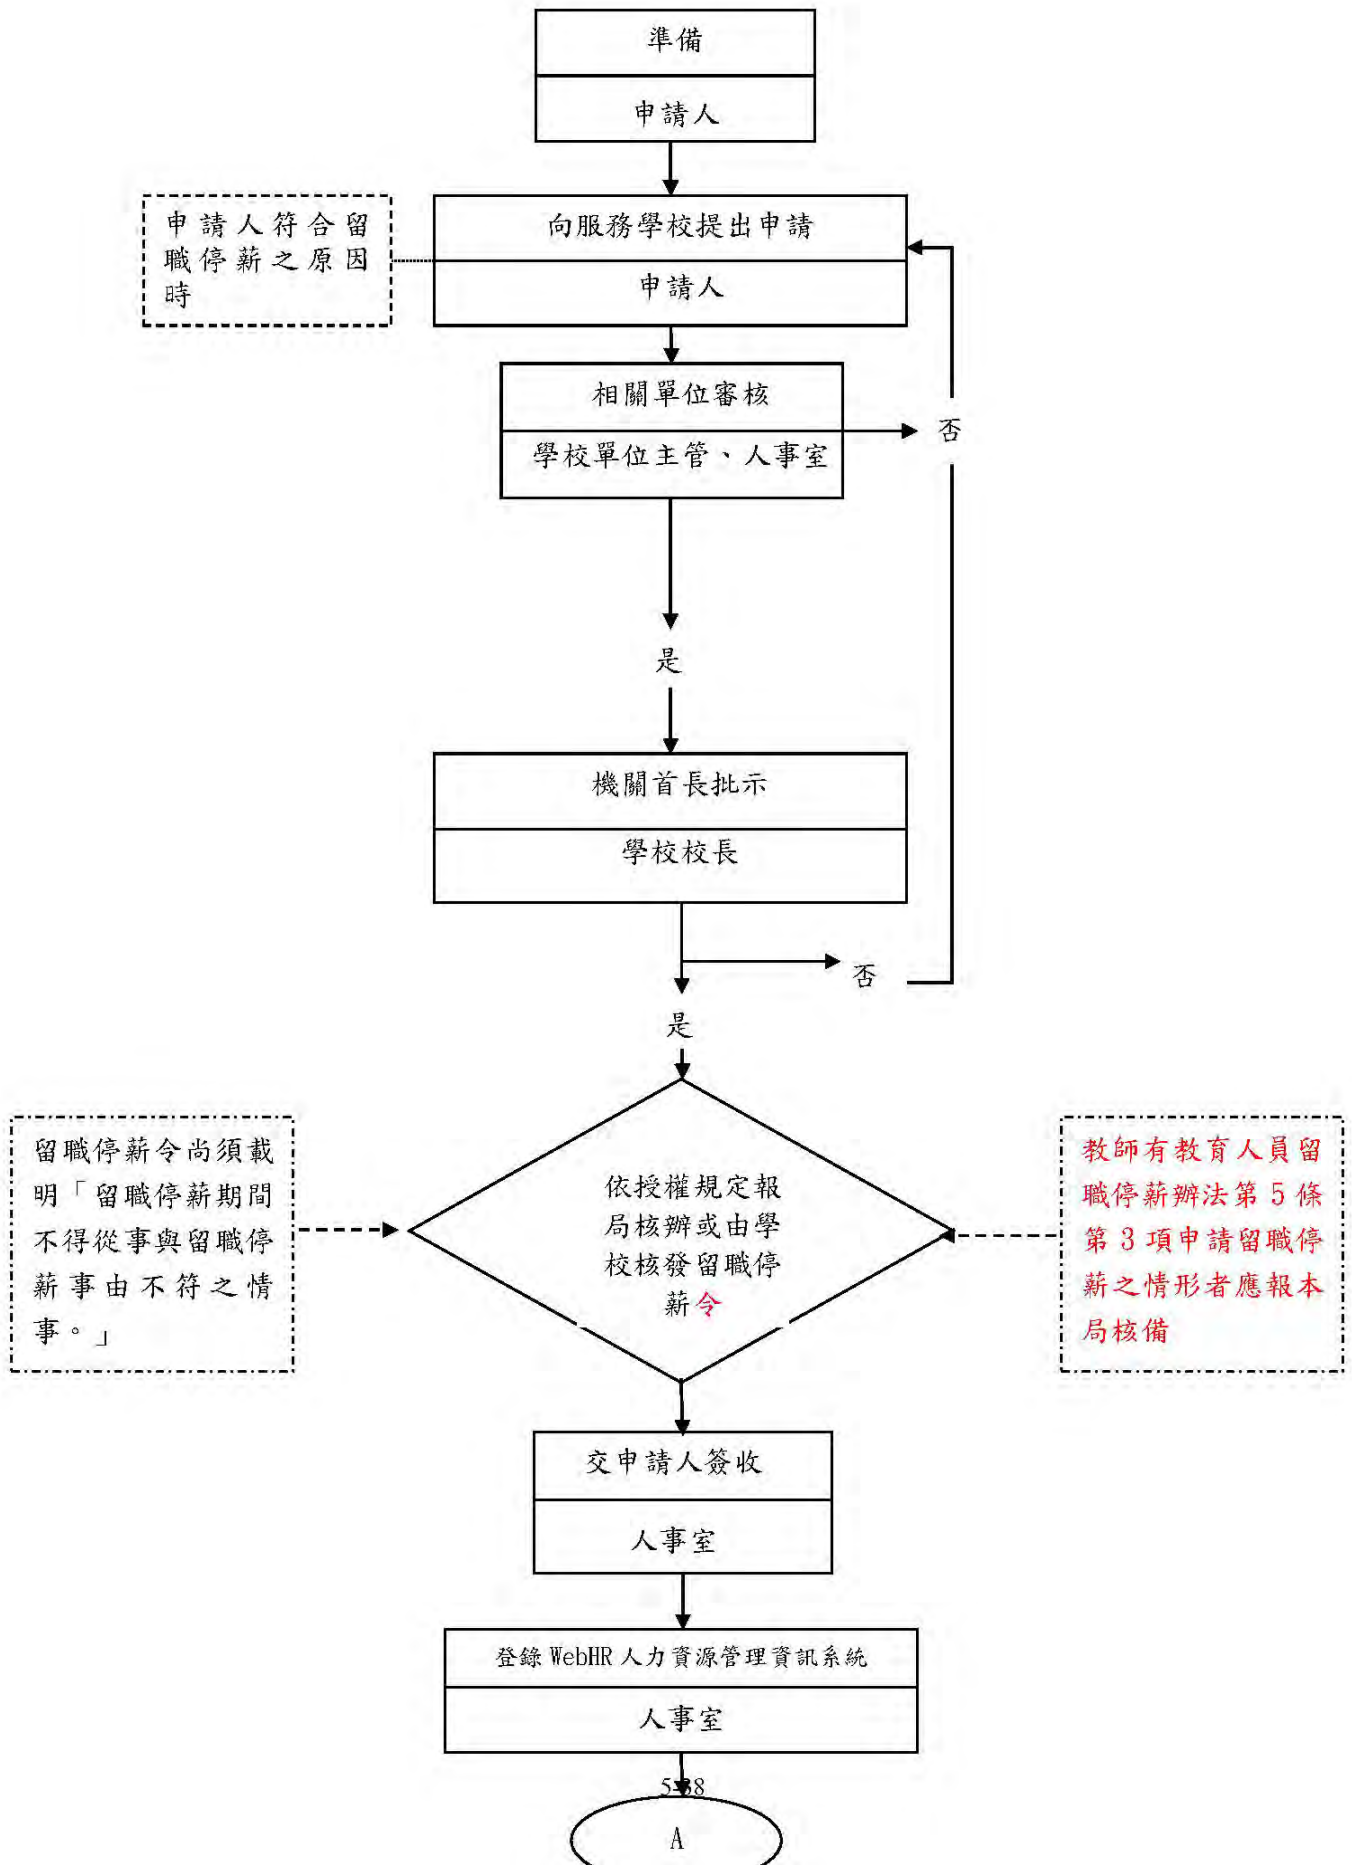 準備
申請人
申請人符合留
職停薪之原因
時
向服務學校提出申請
申請人
相關單位審核
學校單位主管、人事室
否
是
機關首長批示
學校校長
否
是
留職停薪令尚須載
明「留職停薪期間
不得從事與留職停
薪事由不符之情
事。」
依授權規定報
局核辦或由學
校核發留職停
薪令
教師有教育人員留
職停薪辦法第 5 條
第 3 項申請留職停
薪之情形者應報本
局核備
交申請人簽收
人事室
登錄 WebHR 人力資源管理資訊系統
人事室
5-38
A